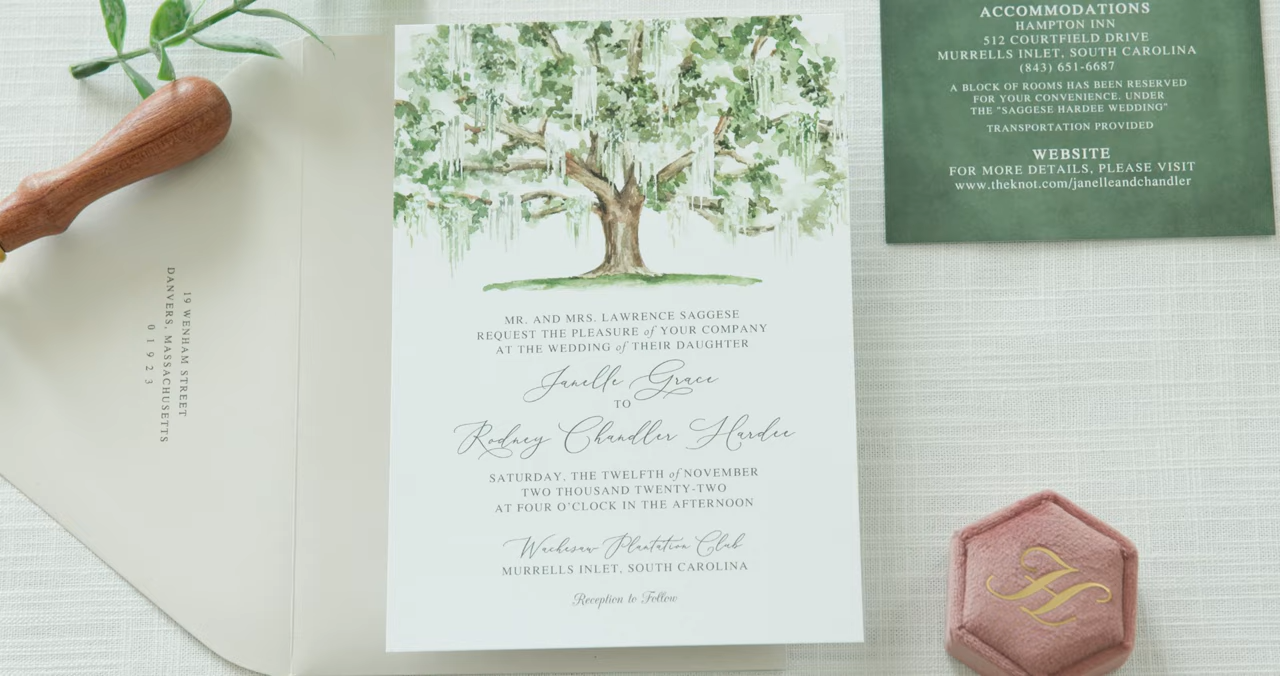 19 WENHAM STREET
DANVERS, MASSACHUSETTS
01923
MR. AND MRS. LAWRENCE SAGGESE
REQUEST THE PLEASURE of YOUR COMPANY
AT THE WEDDING of THEIR DAUGHTER
Janelle Grace
TO
Rodney Chandler Hardee
SATURDAY, THE TWELFTH of NOVEMBER
TWO THOUSAND TWENTY-TWO
AT FOUR O'CLOCK IN THE AFTERNOON
Wachesaw Plantation Club
MURRELLS INLET, SOUTH CAROLINA
Reception to Follow
ACCOMMODATIONS
HAMPTON INN
512 COURTFIELD DRIVE
MURRELLS INLET, SOUTH CAROLINA
(843) 651-6687
A BLOCK OF ROOMS HAS BEEN RESERVED
FOR YOUR CONVENIENCE. UNDER
THE "SAGGESE HARDEE WEDDING"
TRANSPORTATION PROVIDED
WEBSITE
FOR MORE DETAILS, PLEASE VISIT
www.theknot.com/janelleandchandler
H